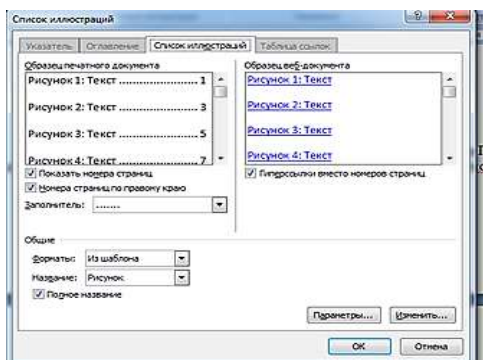 Список иллюстраций
Указатель Оглавление Список иллюстраций Таблица ссылок
Образец печатного документа
Рисунок 1: Текст ........................ 1
Рисунок 2: Текст ........................ 3
Рисунок 3: Текст ........................ 5
Рисунок 4: Текст ........................ 7
Показать номера страниц
Номера страниц по правому краю
Заполнитель: .......
Образец веб-документа
Рисунок 1: Текст
Рисунок 2: Текст
Рисунок 3: Текст
Рисунок 4: Текст
Гиперссылки вместо номеров страниц
Общие
Форматы: Из шаблона
Название: Рисунок
Полное название
Параметры... Изменить...
ОК Отмена